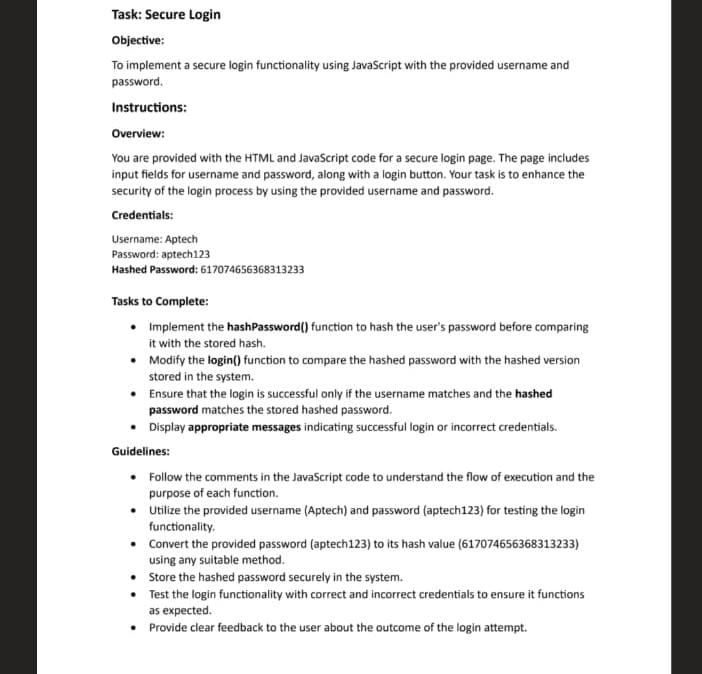 Task: Secure Login
Objective:
To implement a secure login functionality using JavaScript with the provided username and
password.
Instructions:
Overview:
You are provided with the HTML and JavaScript code for a secure login page. The page includes
input fields for username and password, along with a login button. Your task is to enhance the
security of the login process by using the provided username and password.
Credentials:
Username: Aptech
Password: aptech123
Hashed Password: 617074656368313233
Tasks to Complete:
• Implement the hashPassword() function to hash the user's password before comparing
it with the stored hash.
• Modify the login() function to compare the hashed password with the hashed version
stored in the system.
• Ensure that the login is successful only if the username matches and the hashed
password matches the stored hashed password.
• Display appropriate messages indicating successful login or incorrect credentials.
Guidelines:
• Follow the comments in the JavaScript code to understand the flow of execution and the
purpose of each function.
• Utilize the provided username (Aptech) and password (aptech123) for testing the login
functionality.
• Convert the provided password (aptech123) to its hash value (617074656368313233)
using any suitable method.
• Store the hashed password securely in the system.
• Test the login functionality with correct and incorrect credentials to ensure it functions
as expected.
• Provide clear feedback to the user about the outcome of the login attempt.